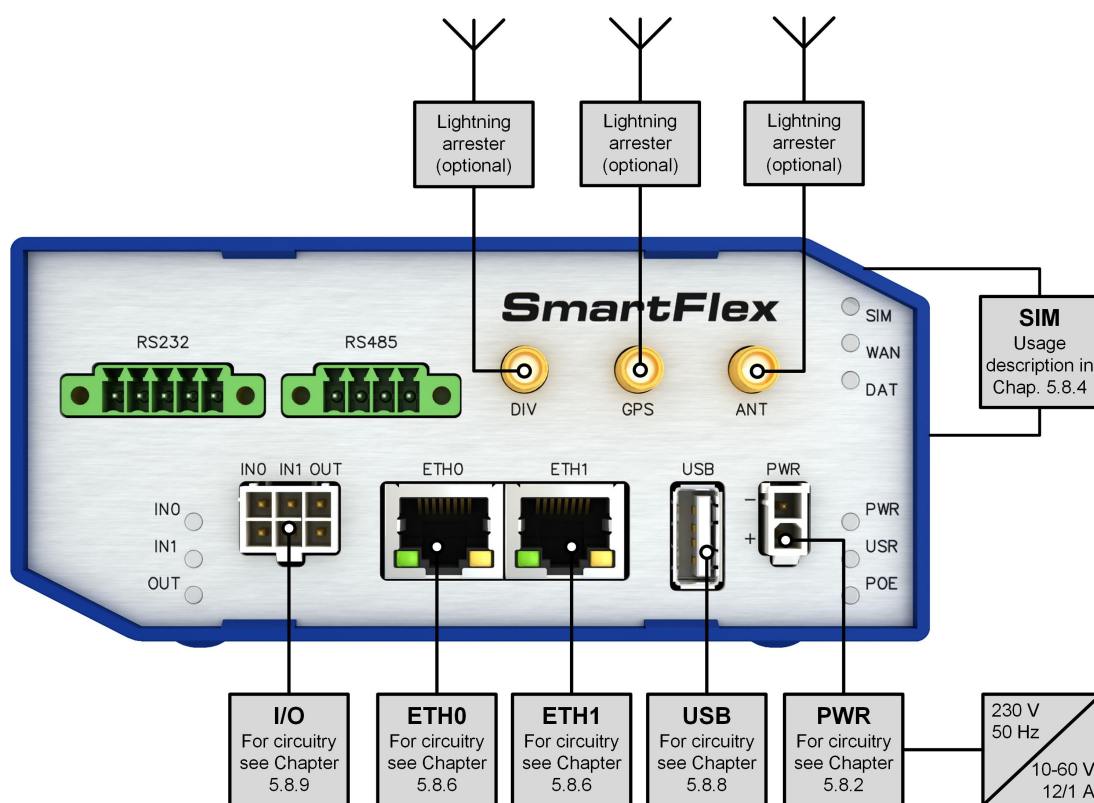 Lightning
arrester
(optional)
Lightning
arrester
(optional)
Lightning
arrester
(optional)
SmartFlex
SIM
WAN
DAT
SIM
Usage
description in
Chap. 5.8.4
RS232
RS485
DIV
GPS
ANT
IN0 IN1 OUT
ETH0
ETH1
USB
PWR
-
+
IN0
IN1
OUT
PWR
USR
POE
I/O
For circuitry
see Chapter
5.8.9
ETH0
For circuitry
see Chapter
5.8.6
ETH1
For circuitry
see Chapter
5.8.6
USB
For circuitry
see Chapter
5.8.8
PWR
For circuitry
see Chapter
5.8.2
230 V
50 Hz
10-60 V
12/1 A